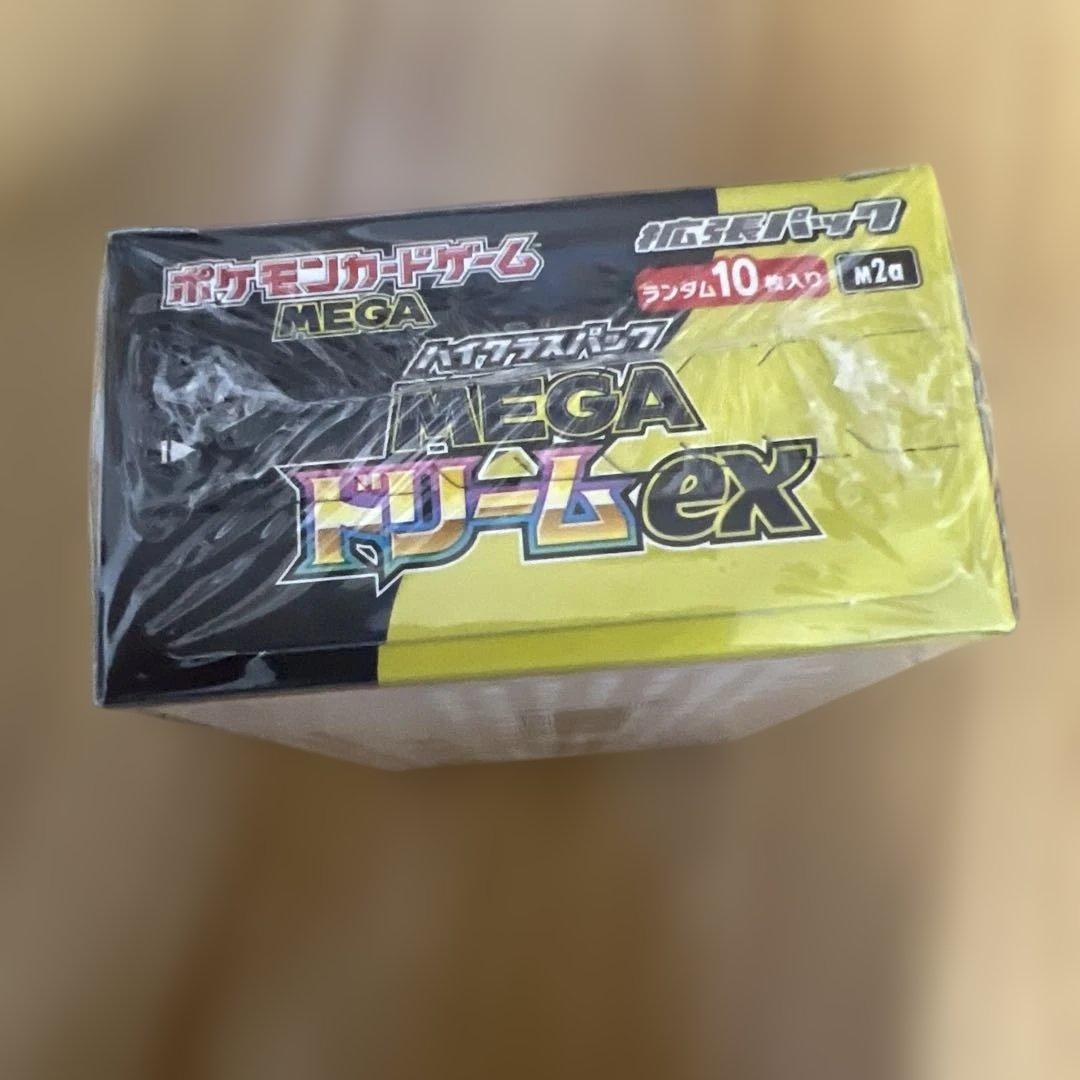 ポケモンカードゲーム
MEGA
拡張パック
ランダム10枚入り M2a
ハイクラスパック
MEGA
ドリームex